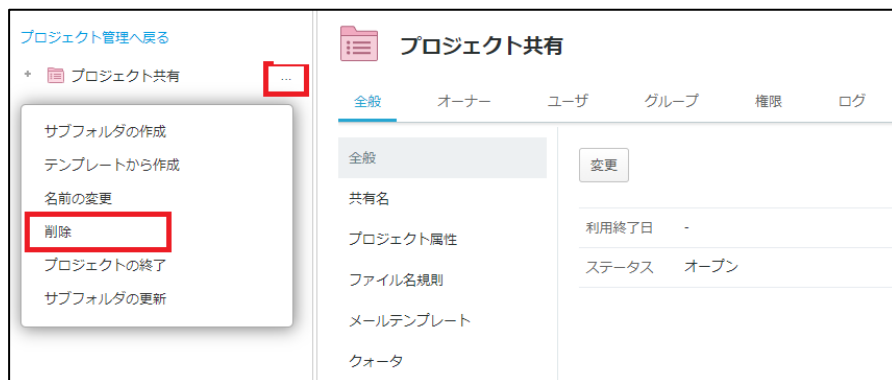 プロジェクト管理へ戻る
+ プロジェクト共有 ...
サブフォルダの作成
テンプレートから作成
名前の変更
削除
プロジェクトの終了
サブフォルダの更新
プロジェクト共有
全般 オーナー ユーザ グループ 権限 ログ
全般
共有名
プロジェクト属性
ファイル名規則
メールテンプレート
クォータ
変更
利用終了日 -
ステータス オープン